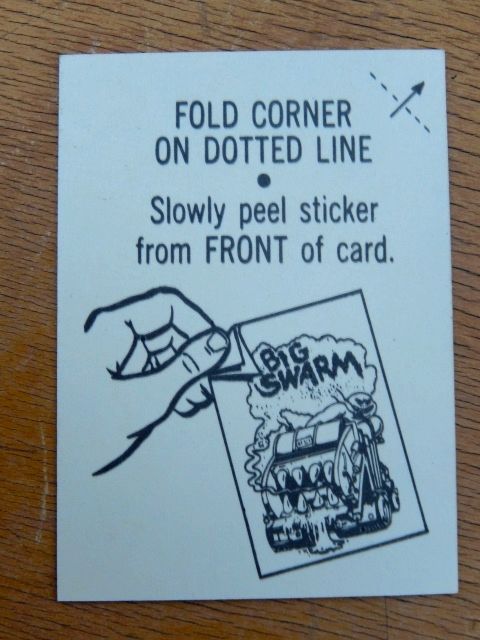 FOLD CORNER
ON DOTTED LINE
•
Slowly peel sticker
from FRONT of card.
BIG
SWARM